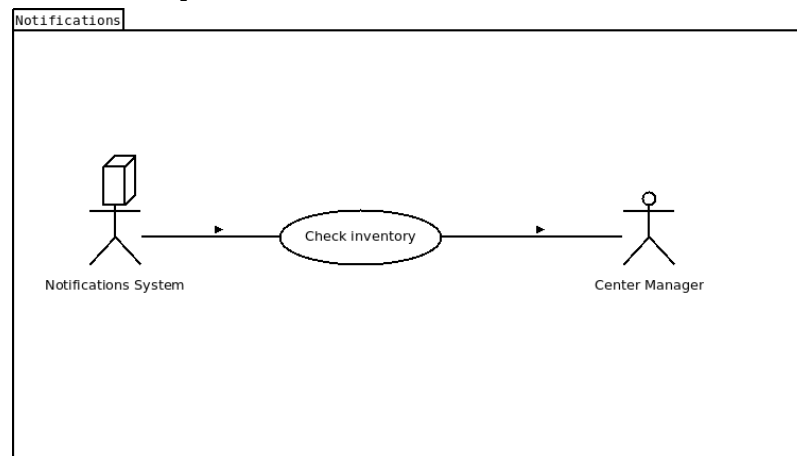 Notifications
Check inventory
Notifications System
Center Manager